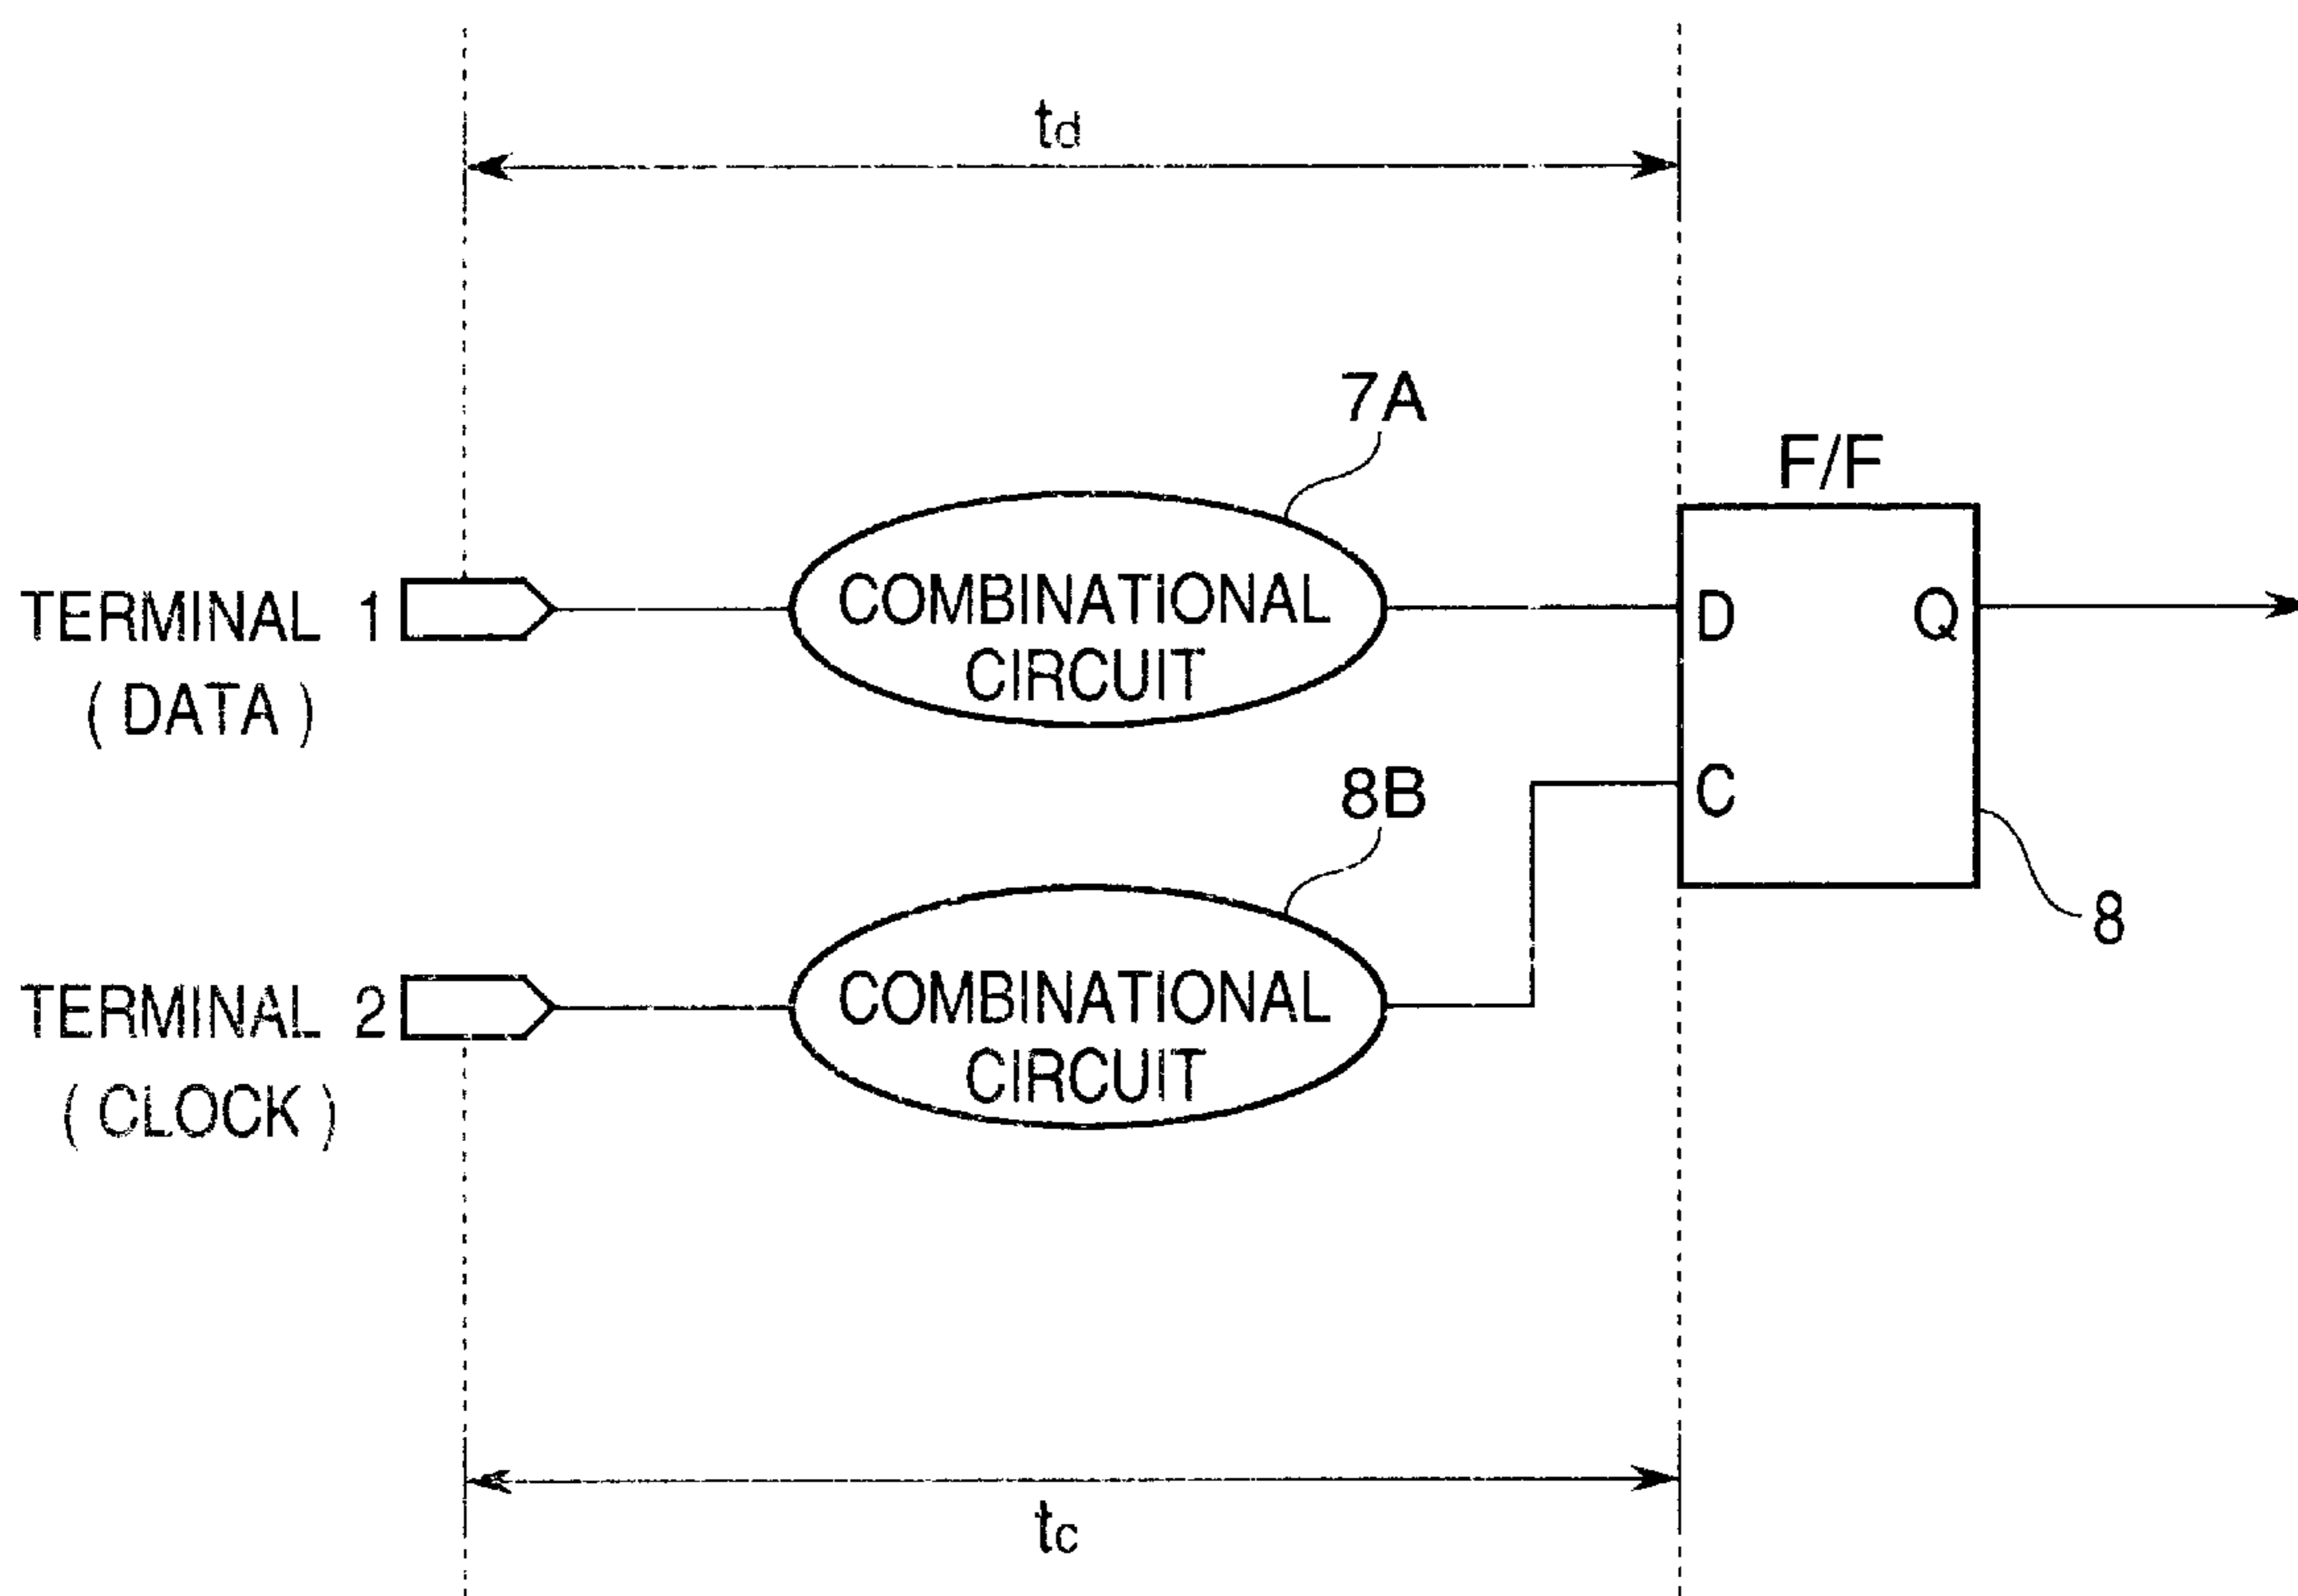 td
7A
F/F
TERMINAL 1
( DATA )
COMBINATIONAL
CIRCUIT
D
Q
C
8B
8
TERMINAL 2
( CLOCK )
COMBINATIONAL
CIRCUIT
tc